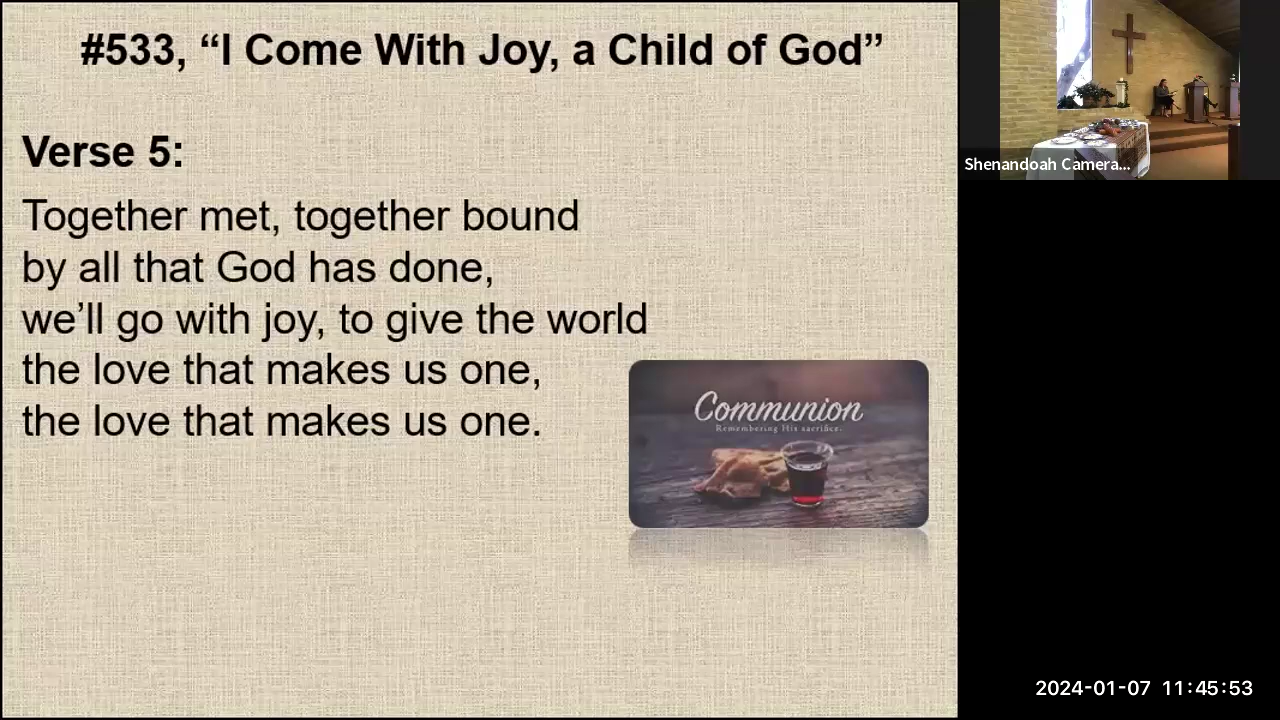 #533, “I Come With Joy, a Child of God”
Verse 5:
Together met, together bound
by all that God has done,
we’ll go with joy, to give the world
the love that makes us one,
the love that makes us one.
Communion
Remembering His sacrifice.
Shenandoah Camera...
2024-01-07 11:45:53